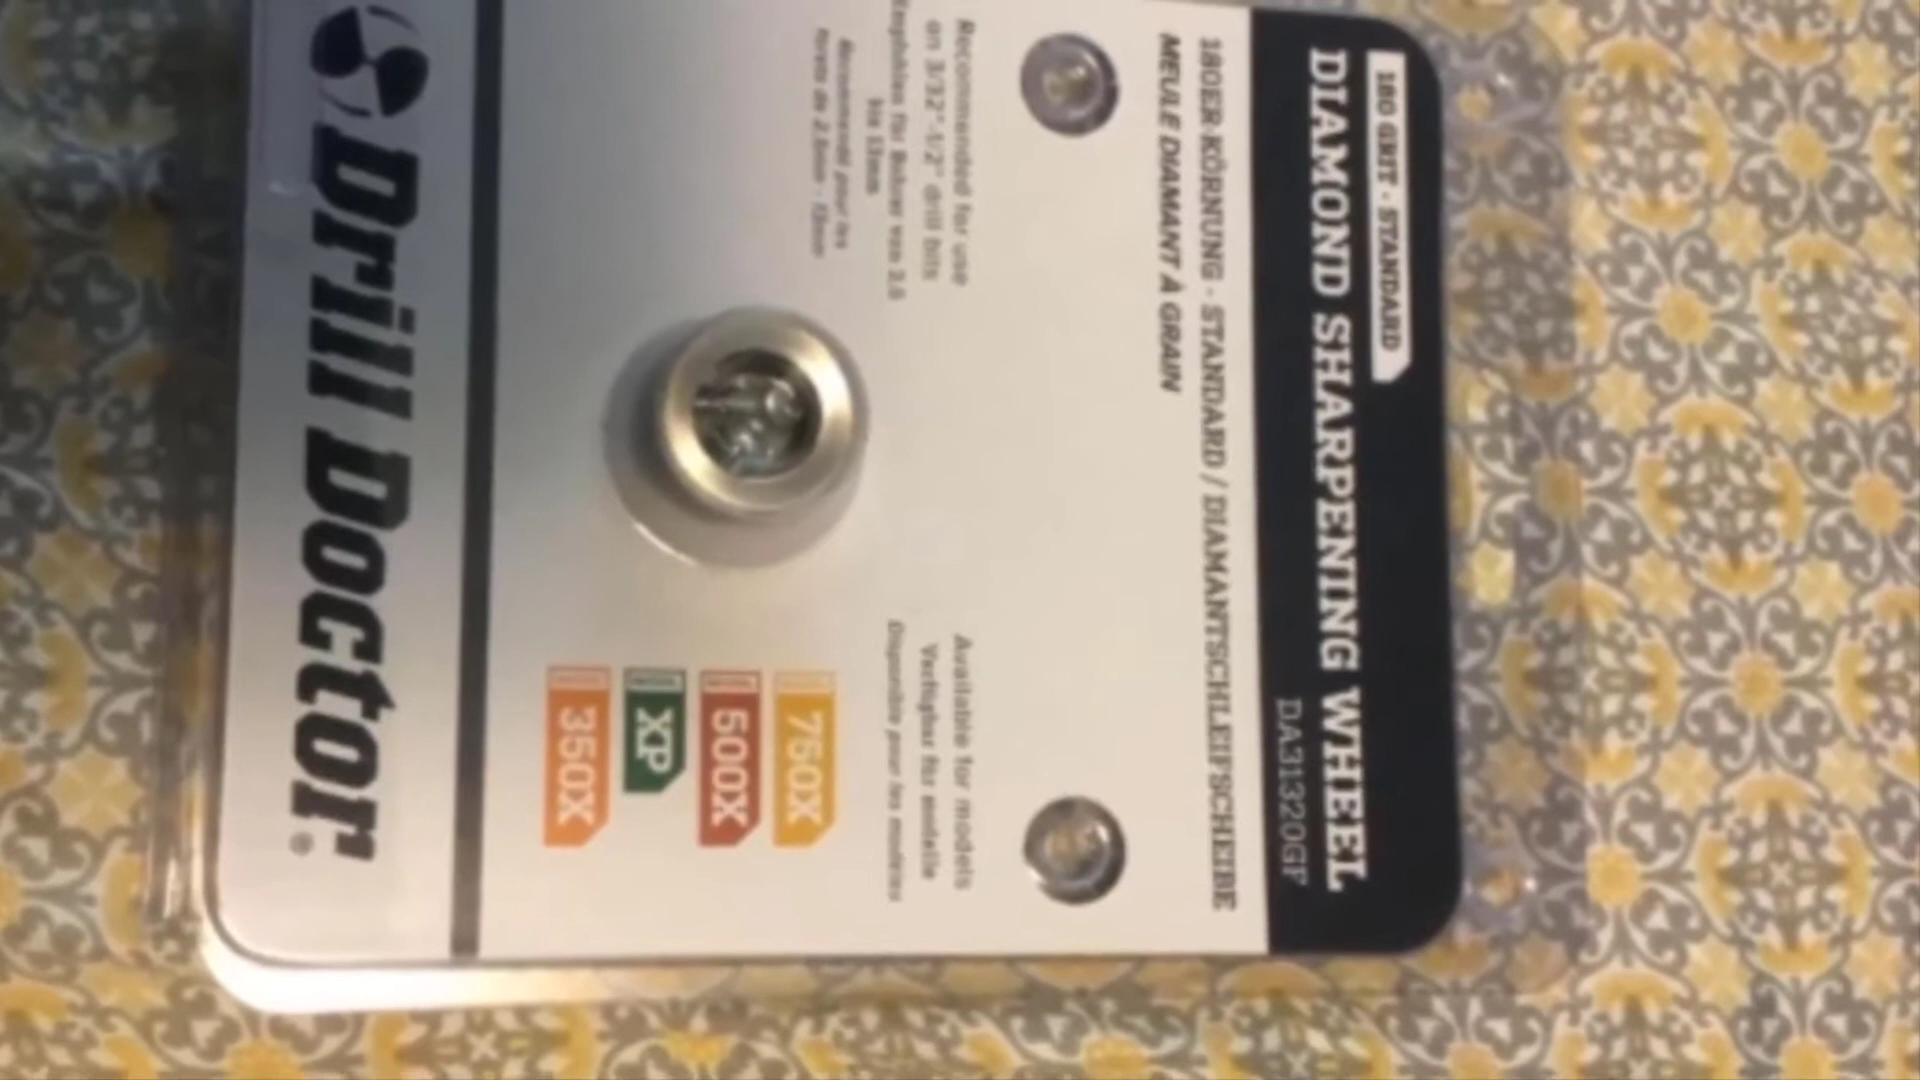 180 GRIT - STANDARD
DIAMOND SHARPENING WHEEL
DA31320GF
180ER-KÖRNUNG - STANDARD / DIAMANTSCHLEIFSCHEIBE
MEULE DIAMANT À GRAIN
Recommended for use
on 3/32"-1/2" drill bits
Empfohlen für Bohrer von 2.5
bis 13mm
Recommandé pour les
forets de 2.5mm - 13mm
Available for models
Verfügbar für modelle
Disponible pour les modèles
750X
500X
XP
350X
Drill Doctor®